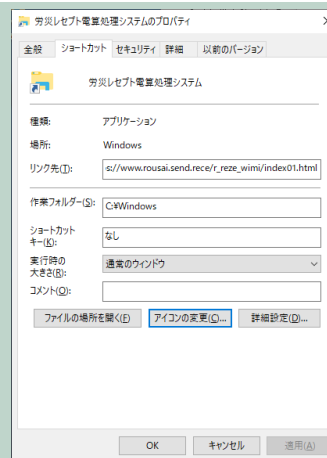 労災レセプト電算処理システムのプロパティ
全般 ショートカット セキュリティ 詳細 以前のバージョン
労災レセプト電算処理システム
種類: アプリケーション
場所: Windows
リンク先(T): s://www.rousai.send.rece/r_reze_wimi/index01.html
作業フォルダー(S): C:¥Windows
ショートカット
キー(K): なし
実行時の
大きさ(R): 通常のウィンドウ
コメント(O):
ファイルの場所を開く(F) アイコンの変更(C)... 詳細設定(D)...
OK キャンセル 適用(A)